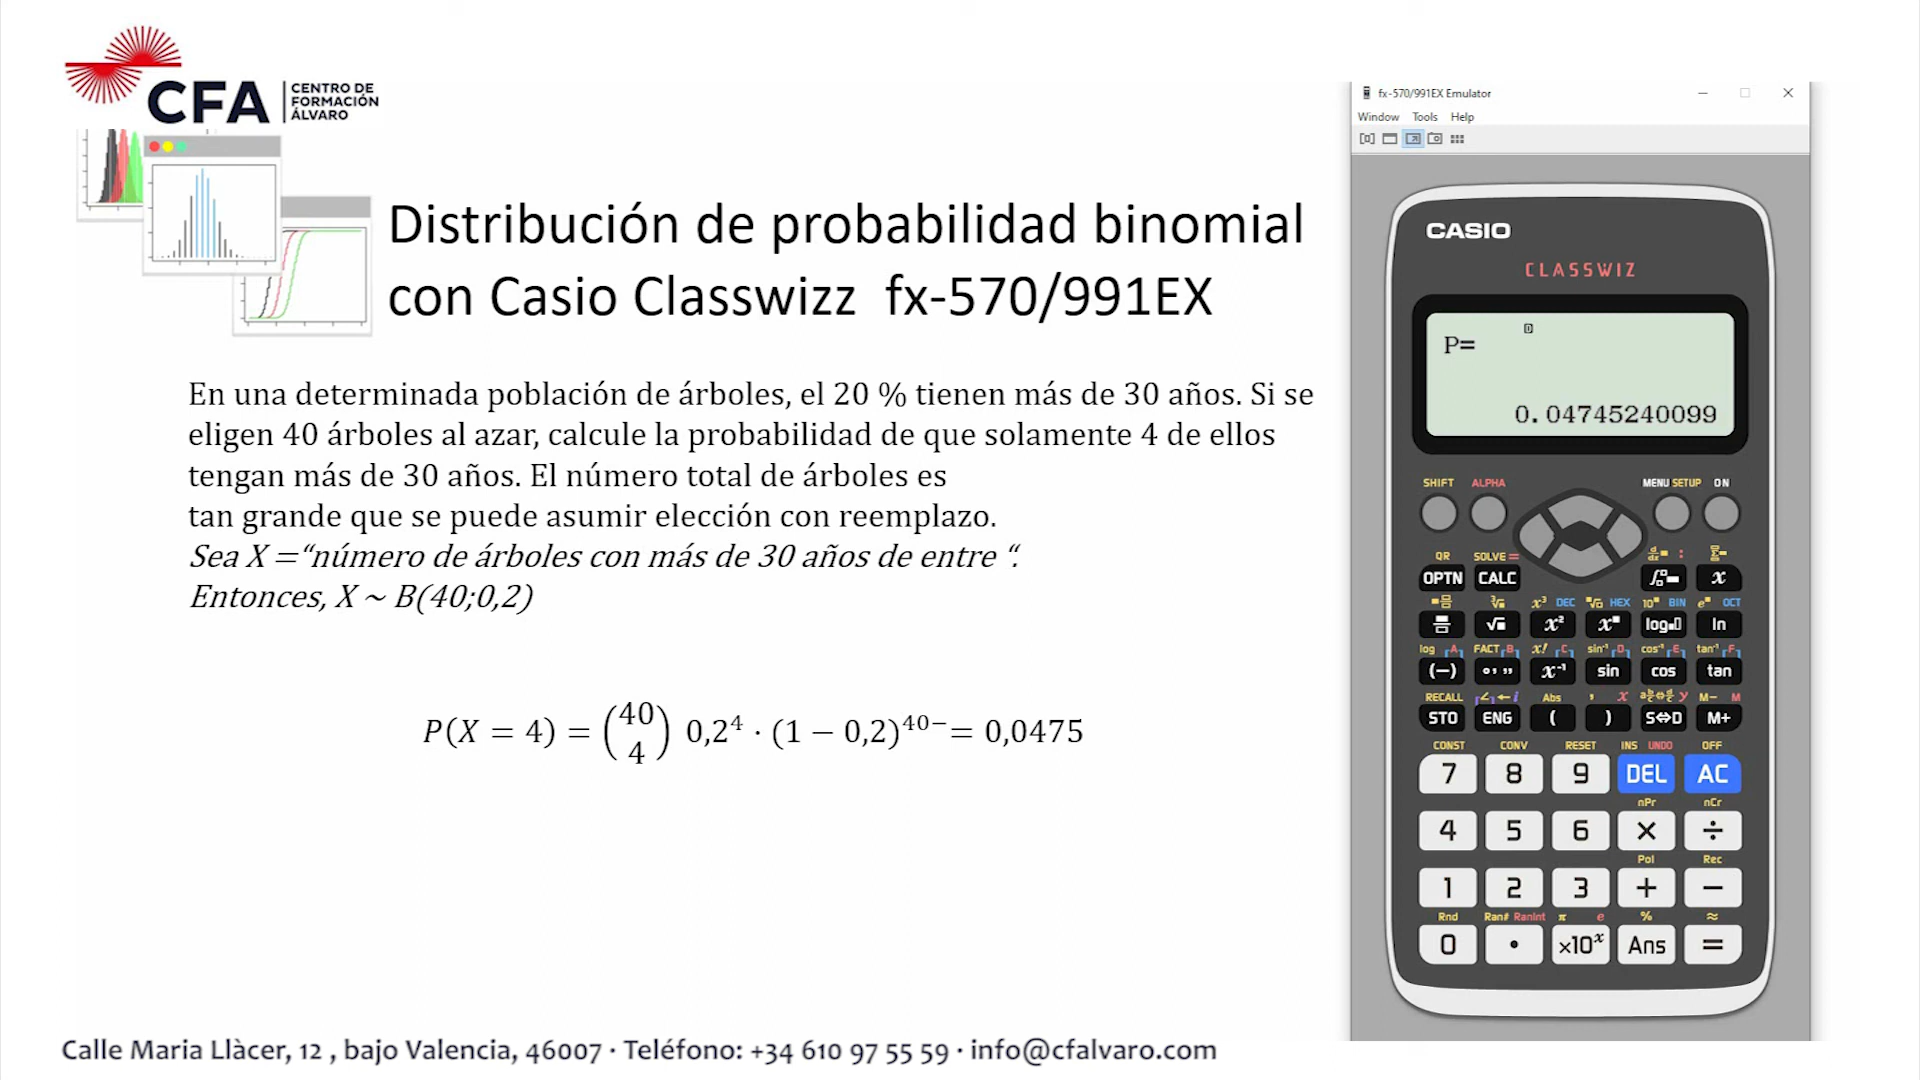 CFA
CENTRO DE
FORMACIÓN
ÁLVARO
Distribución de probabilidad binomial
con Casio Classwizz fx-570/991EX
En una determinada población de árboles, el 20 % tienen más de 30 años. Si se
eligen 40 árboles al azar, calcule la probabilidad de que solamente 4 de ellos
tengan más de 30 años. El número total de árboles es
tan grande que se puede asumir elección con reemplazo.
Sea X =“número de árboles con más de 30 años de entre “.
Entonces, X ~ B(40;0,2)
P(X = 4) = (40 4) 0,2⁴ · (1 − 0,2)⁴⁰⁻= 0,0475
fx-570/991EX Emulator
Window Tools Help
CASIO
CLASSWIZ
P=
0.04745240099
SHIFT ALPHA MENU SETUP ON
QR SOLVE =
OPTN CALC x
x³ DEC HEX 10 BIN e OCT
x² x log ln
log A FACT B x! C sin⁻¹ D cos⁻¹ E tan⁻¹ F
(−) x⁻¹ sin cos tan
RECALL ∠ ← i Abs , x y M− M
STO ENG ( ) S⇔D M+
CONST CONV RESET INS UNDO OFF
7 8 9 DEL AC
nPr nCr
4 5 6 × ÷
Pol Rec
1 2 3 + −
Rnd Ran# RanInt π e % ≈
0 • ×10ˣ Ans =
Calle Maria Llàcer, 12 , bajo Valencia, 46007 · Teléfono: +34 610 97 55 59 · info@cfalvaro.com